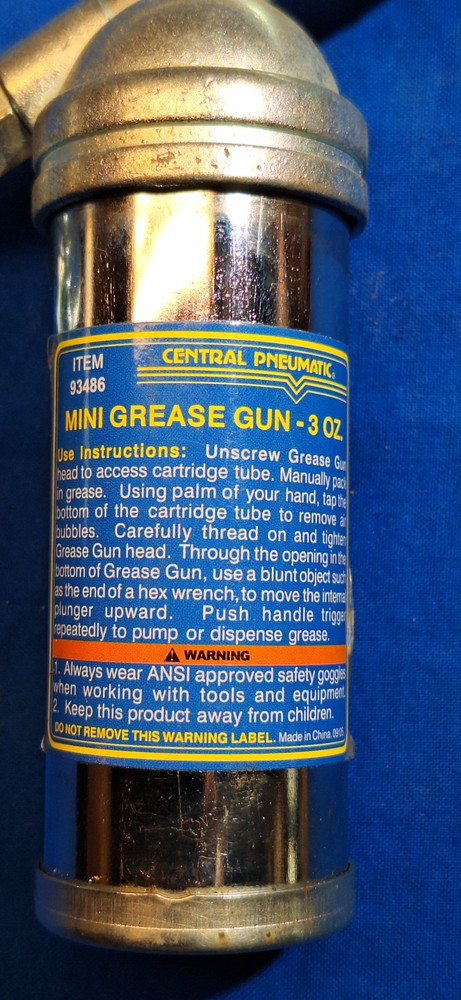 ITEM
93486
CENTRAL PNEUMATIC®
MINI GREASE GUN - 3 OZ.
Use Instructions: Unscrew Grease Gun
head to access cartridge tube. Manually pack
in grease. Using palm of your hand, tap the
bottom of the cartridge tube to remove air
bubbles. Carefully thread on and tighten
Grease Gun head. Through the opening in the
bottom of Grease Gun, use a blunt object such
as the end of a hex wrench, to move the internal
plunger upward. Push handle trigger
repeatedly to pump or dispense grease.
WARNING
1. Always wear ANSI approved safety goggles
when working with tools and equipment.
2. Keep this product away from children.
DO NOT REMOVE THIS WARNING LABEL. Made in China. 09/05